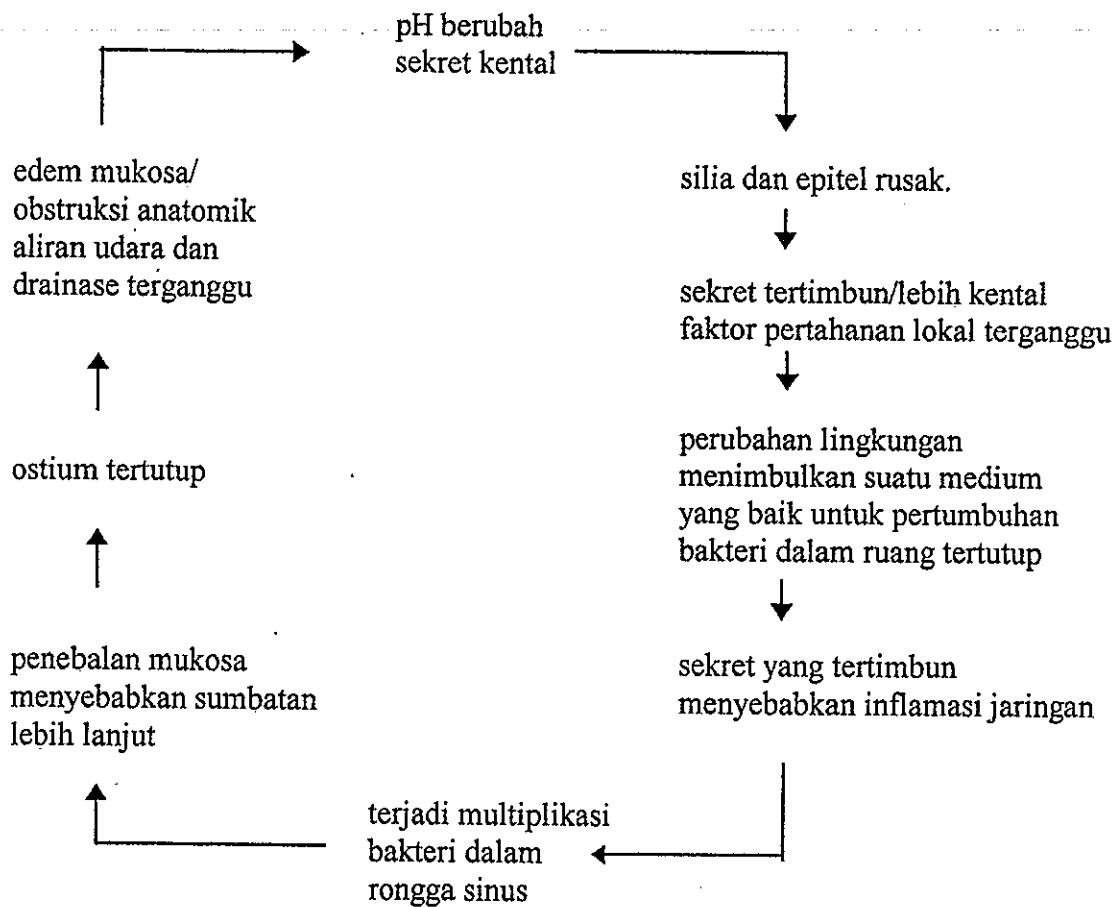 pH berubah
sekret kental
silia dan epitel rusak.
sekret tertimbun/lebih kental
faktor pertahanan lokal terganggu
perubahan lingkungan
menimbulkan suatu medium
yang baik untuk pertumbuhan
bakteri dalam ruang tertutup
sekret yang tertimbun
menyebabkan inflamasi jaringan
terjadi multiplikasi
bakteri dalam
rongga sinus
penebalan mukosa
menyebabkan sumbatan
lebih lanjut
ostium tertutup
edem mukosa/
obstruksi anatomik
aliran udara dan
drainase terganggu